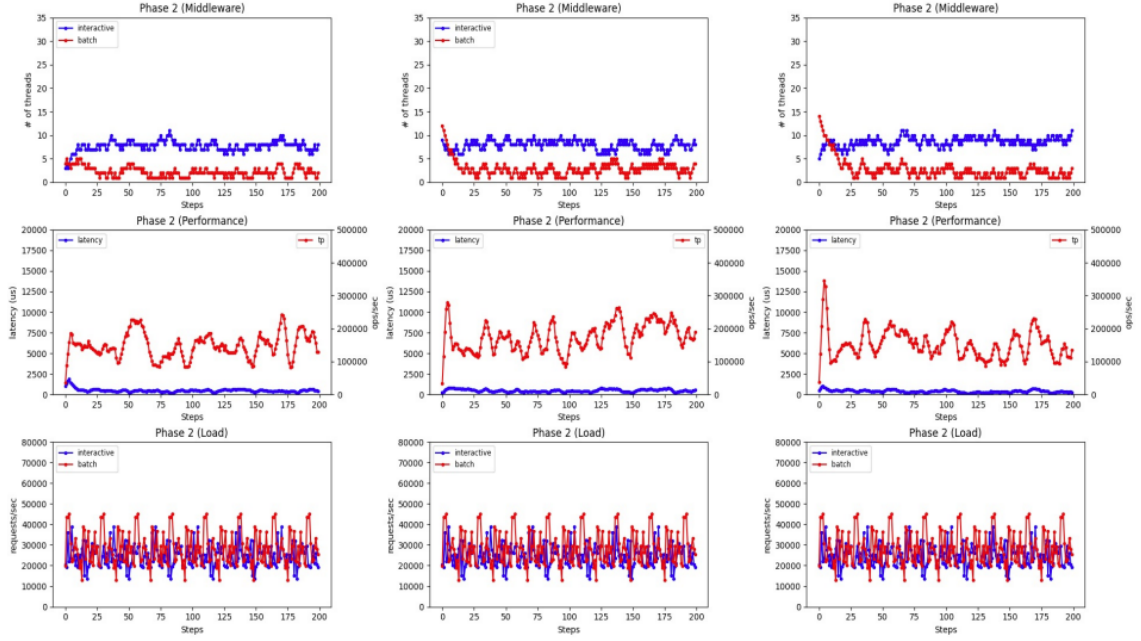 Phase 2 (Middleware) Phase 2 (Middleware) Phase 2 (Middleware)
35 35 35
interactive interactive interactive
30 30 30
batch batch batch
25 25 25
# of threads # of threads # of threads
20 20 20
15 15 15
10 10 10
5 5 5
0 0 0
0 25 50 75 100 125 150 175 200 0 25 50 75 100 125 150 175 200 0 25 50 75 100 125 150 175 200
Steps Steps Steps
Phase 2 (Performance) Phase 2 (Performance) Phase 2 (Performance)
20000 500000 20000 500000 20000 500000
latency tp latency tp latency tp
17500 17500 17500
400000 400000 400000
15000 15000 15000
12500 300000 12500 300000 12500 300000
latency (us) ops/sec latency (us) ops/sec latency (us) ops/sec
10000 10000 10000
7500 200000 7500 200000 7500 200000
5000 100000 5000 100000 5000 100000
2500 2500 2500
0 0 0 0 0 0
0 25 50 75 100 125 150 175 200 0 25 50 75 100 125 150 175 200 0 25 50 75 100 125 150 175 200
Steps Steps Steps
Phase 2 (Load) Phase 2 (Load) Phase 2 (Load)
80000 80000 80000
interactive interactive interactive
70000 70000 70000
batch batch batch
60000 60000 60000
50000 50000 50000
requests/sec requests/sec requests/sec
40000 40000 40000
30000 30000 30000
20000 20000 20000
10000 10000 10000
0 0 0
0 25 50 75 100 125 150 175 200 0 25 50 75 100 125 150 175 200 0 25 50 75 100 125 150 175 200
Steps Steps Steps